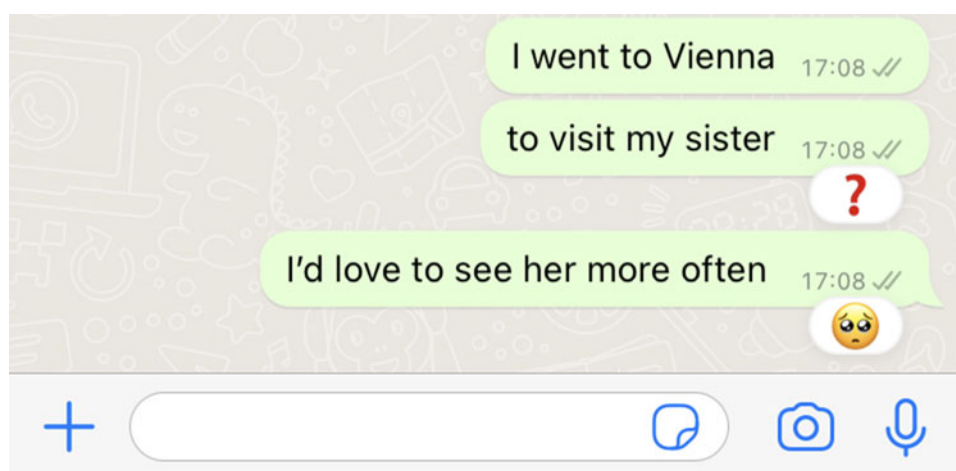 I went to Vienna 17:08
to visit my sister 17:08
❓
I’d love to see her more often 17:08
🥺